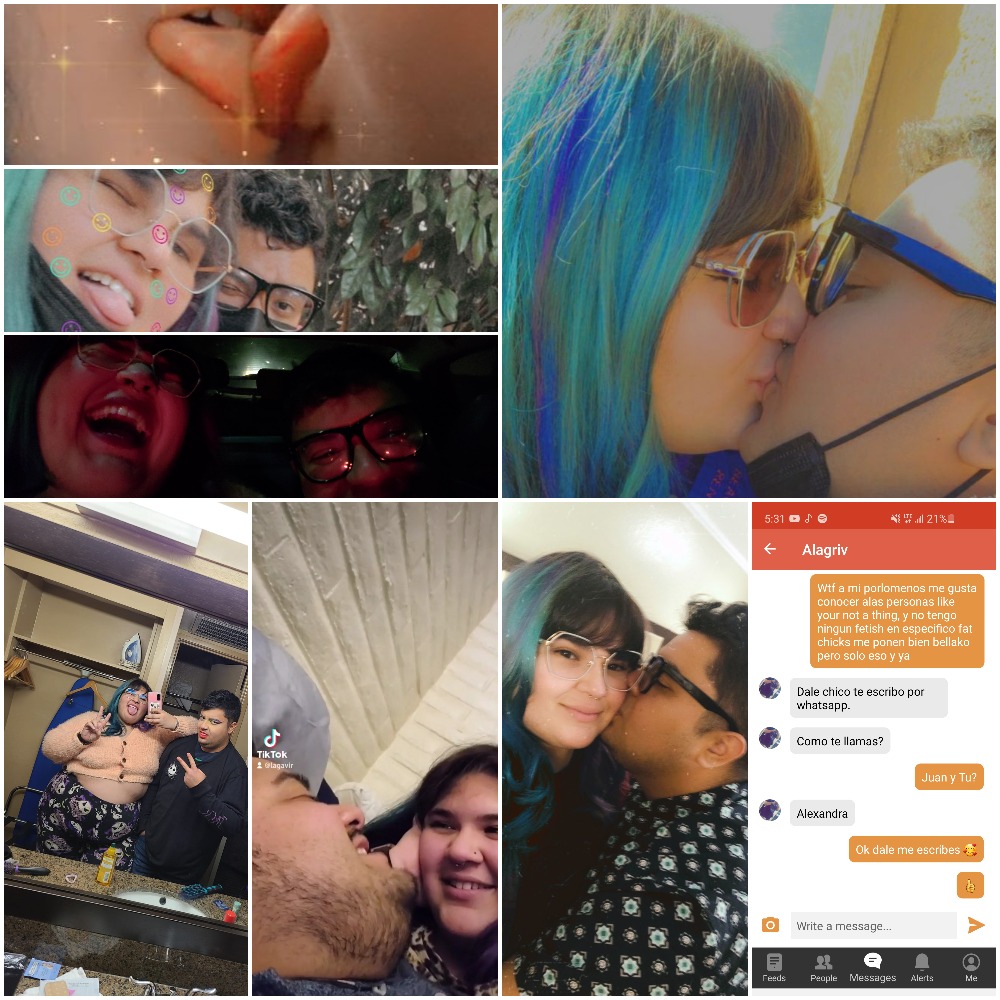 TikTok
@lagavir
5:31
21%
Alagriv
Wtf a mi porlomenos me gusta
conocer alas personas like
your not a thing, y no tengo
ningun fetish en especifico fat
chicks me ponen bien bellako
pero solo eso y ya
Dale chico te escribo por
whatsapp.
Como te llamas?
Juan y Tu?
Alexandra
Ok dale me escribes 🥰
Write a message...
Feeds
People
Messages
Alerts
Me